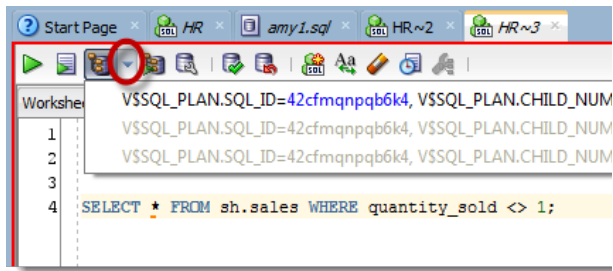 Start Page HR amy1.sql HR~2 HR~3
Workshe
V$SQL_PLAN.SQL_ID=42cfmqnpqb6k4, V$SQL_PLAN.CHILD_NUM
V$SQL_PLAN.SQL_ID=42cfmqnpqb6k4, V$SQL_PLAN.CHILD_NUM
V$SQL_PLAN.SQL_ID=42cfmqnpqb6k4, V$SQL_PLAN.CHILD_NUM
1
2
3
4 SELECT * FROM sh.sales WHERE quantity_sold <> 1;